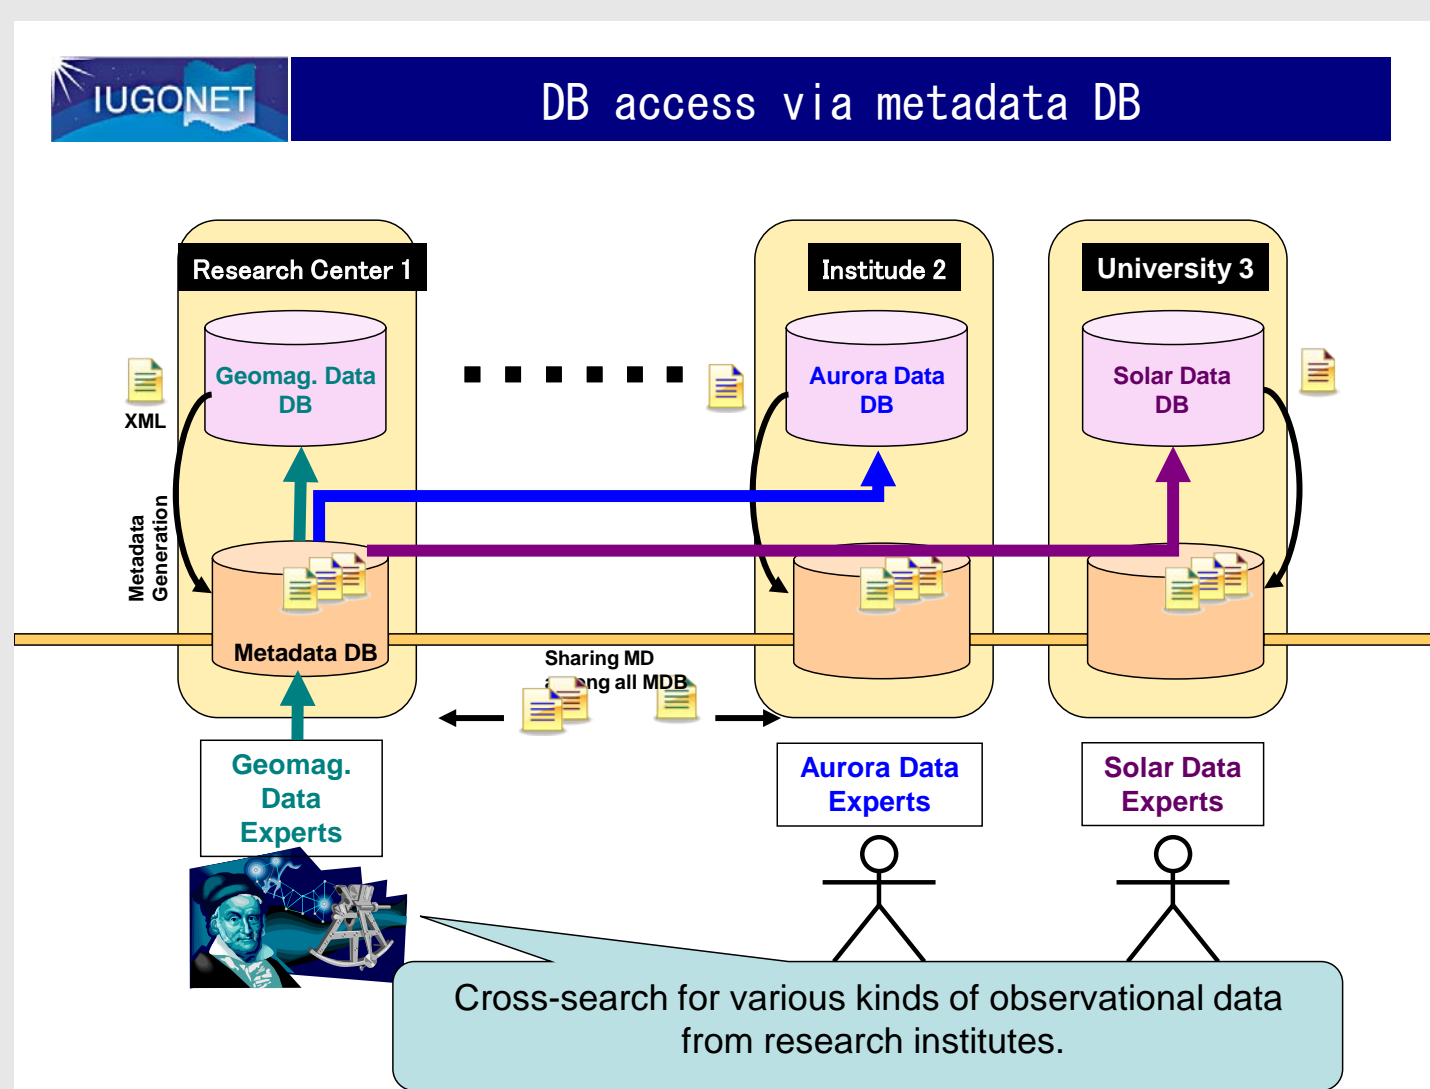 IUGONET
DB access via metadata DB
Research Center 1
Institude 2
University 3
Geomag. Data
DB
Aurora Data
DB
Solar Data
DB
XML
Metadata
Generation
Metadata DB
Sharing MD
among all MDB
Geomag.
Data
Experts
Aurora Data
Experts
Solar Data
Experts
Cross-search for various kinds of observational data
from research institutes.